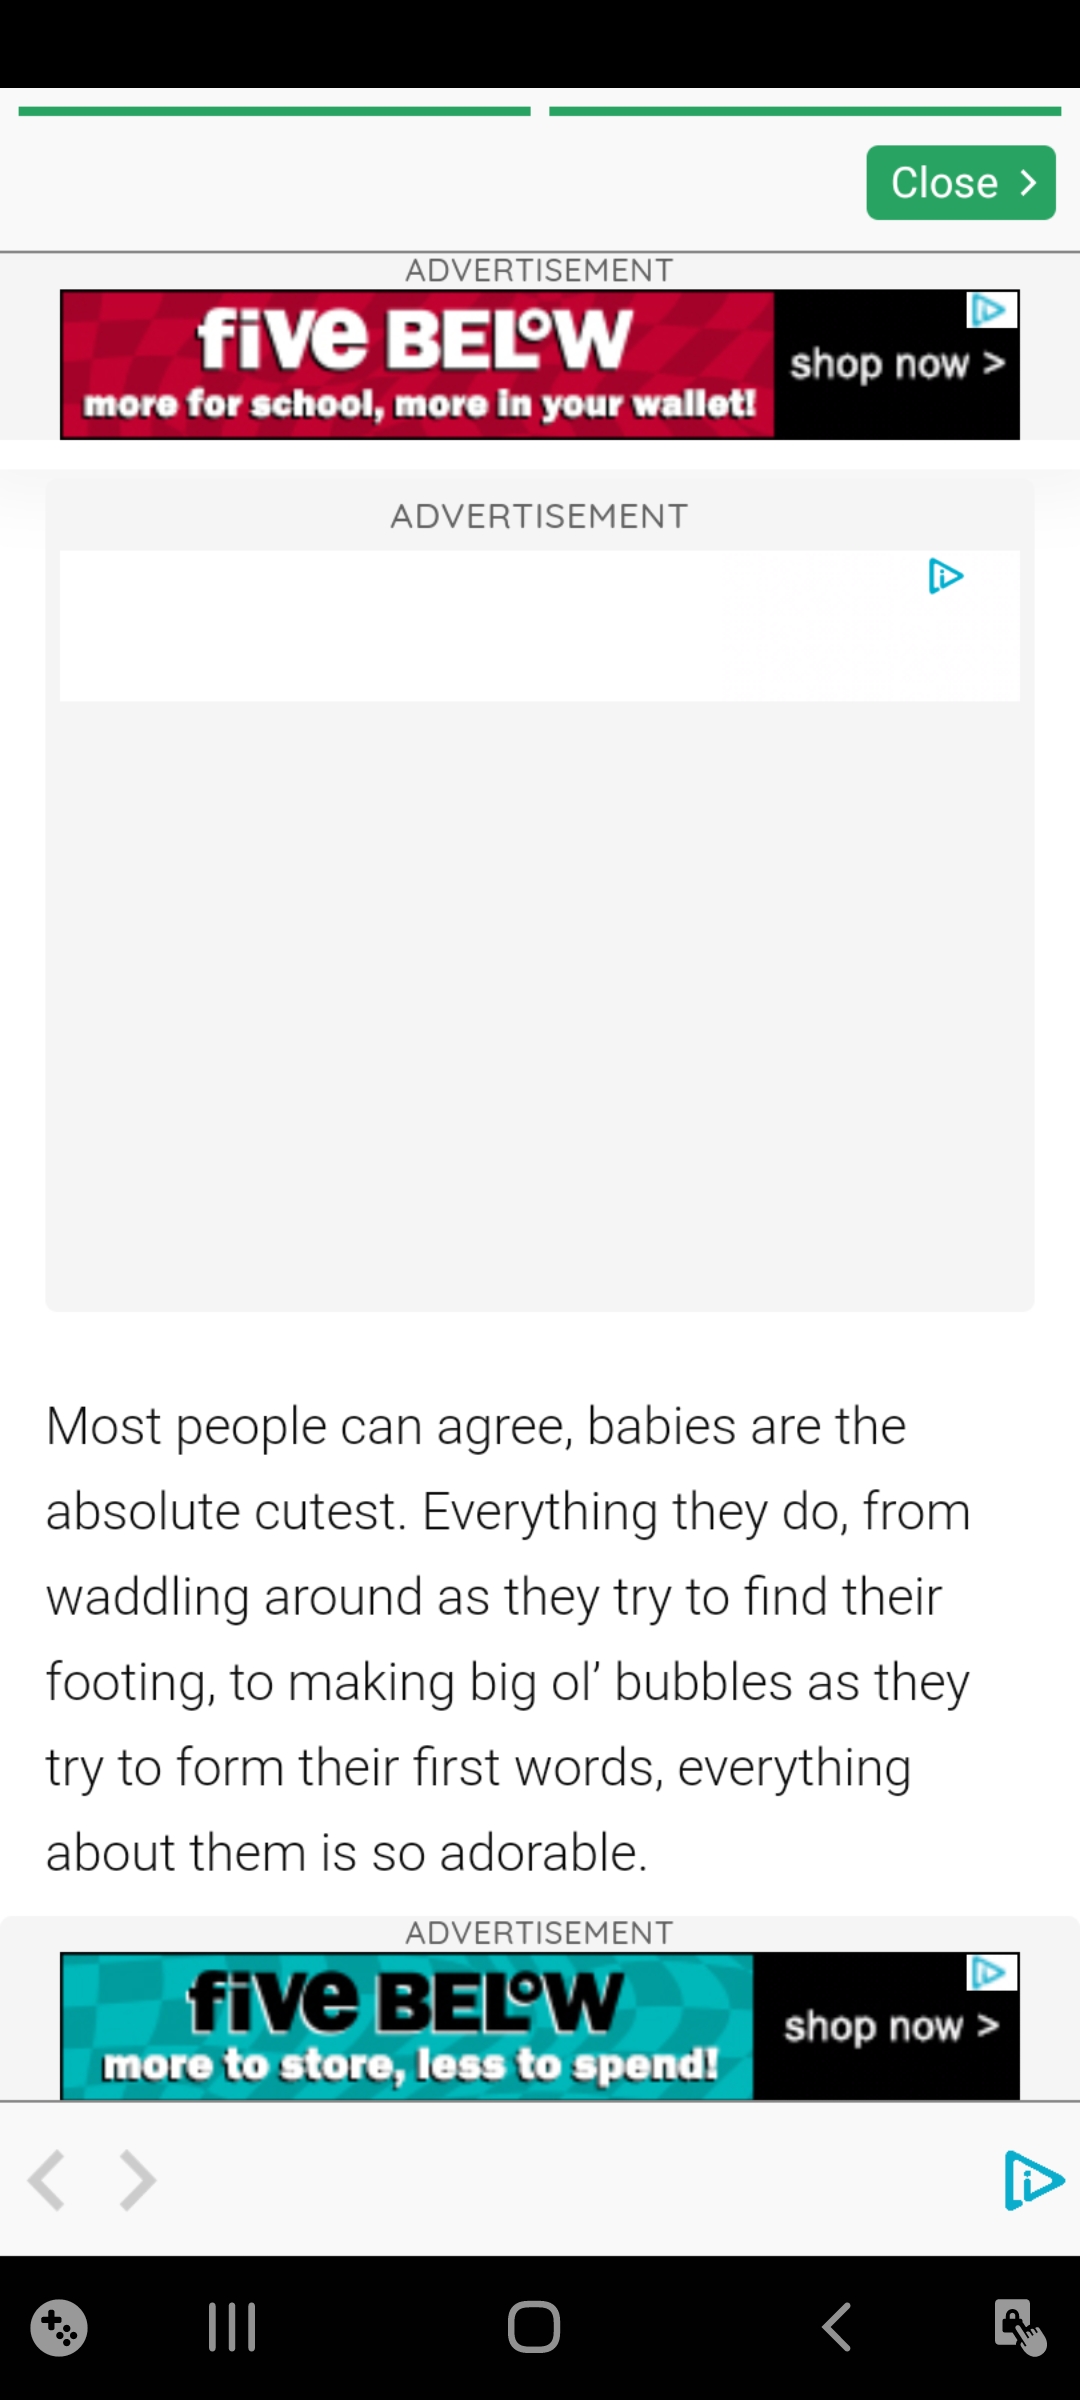 Close >
ADVERTISEMENT
fiVe BELOW
more for school, more in your wallet!
shop now >
ADVERTISEMENT
Most people can agree, babies are the
absolute cutest. Everything they do, from
waddling around as they try to find their
footing, to making big ol’ bubbles as they
try to form their first words, everything
about them is so adorable.
ADVERTISEMENT
fiVe BELOW
more to store, less to spend!
shop now >